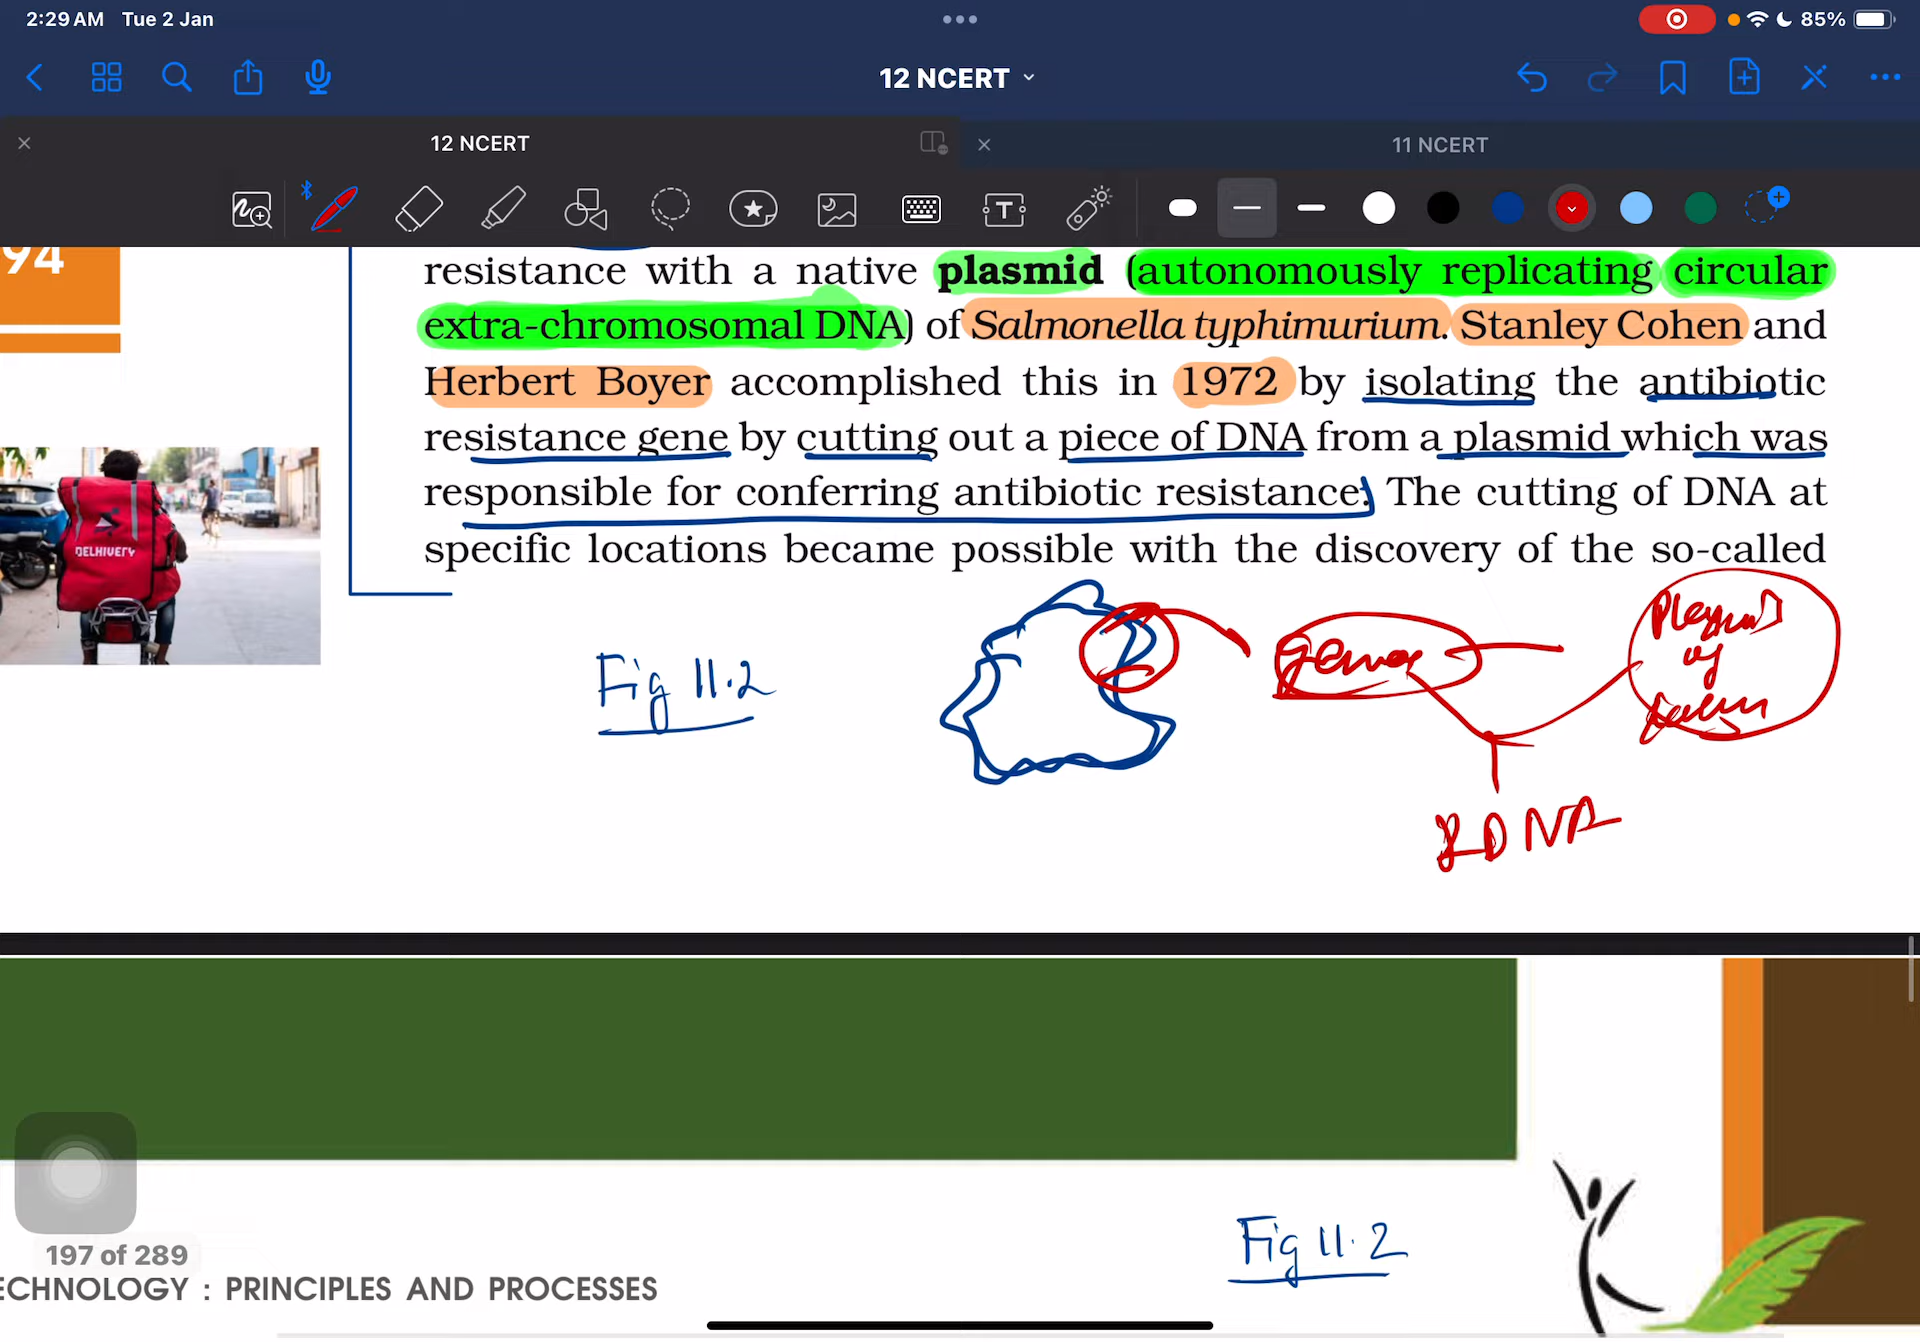 2:29 AM Tue 2 Jan
85%
12 NCERT
12 NCERT
11 NCERT
94
resistance with a native plasmid (autonomously replicating circular
extra-chromosomal DNA) of Salmonella typhimurium. Stanley Cohen and
Herbert Boyer accomplished this in 1972 by isolating the antibiotic
resistance gene by cutting out a piece of DNA from a plasmid which was
responsible for conferring antibiotic resistance. The cutting of DNA at
specific locations became possible with the discovery of the so-called
DELHIVERY
Fig 11.2
of
DNA
Fig 11.2
197 of 289
ECHNOLOGY : PRINCIPLES AND PROCESSES